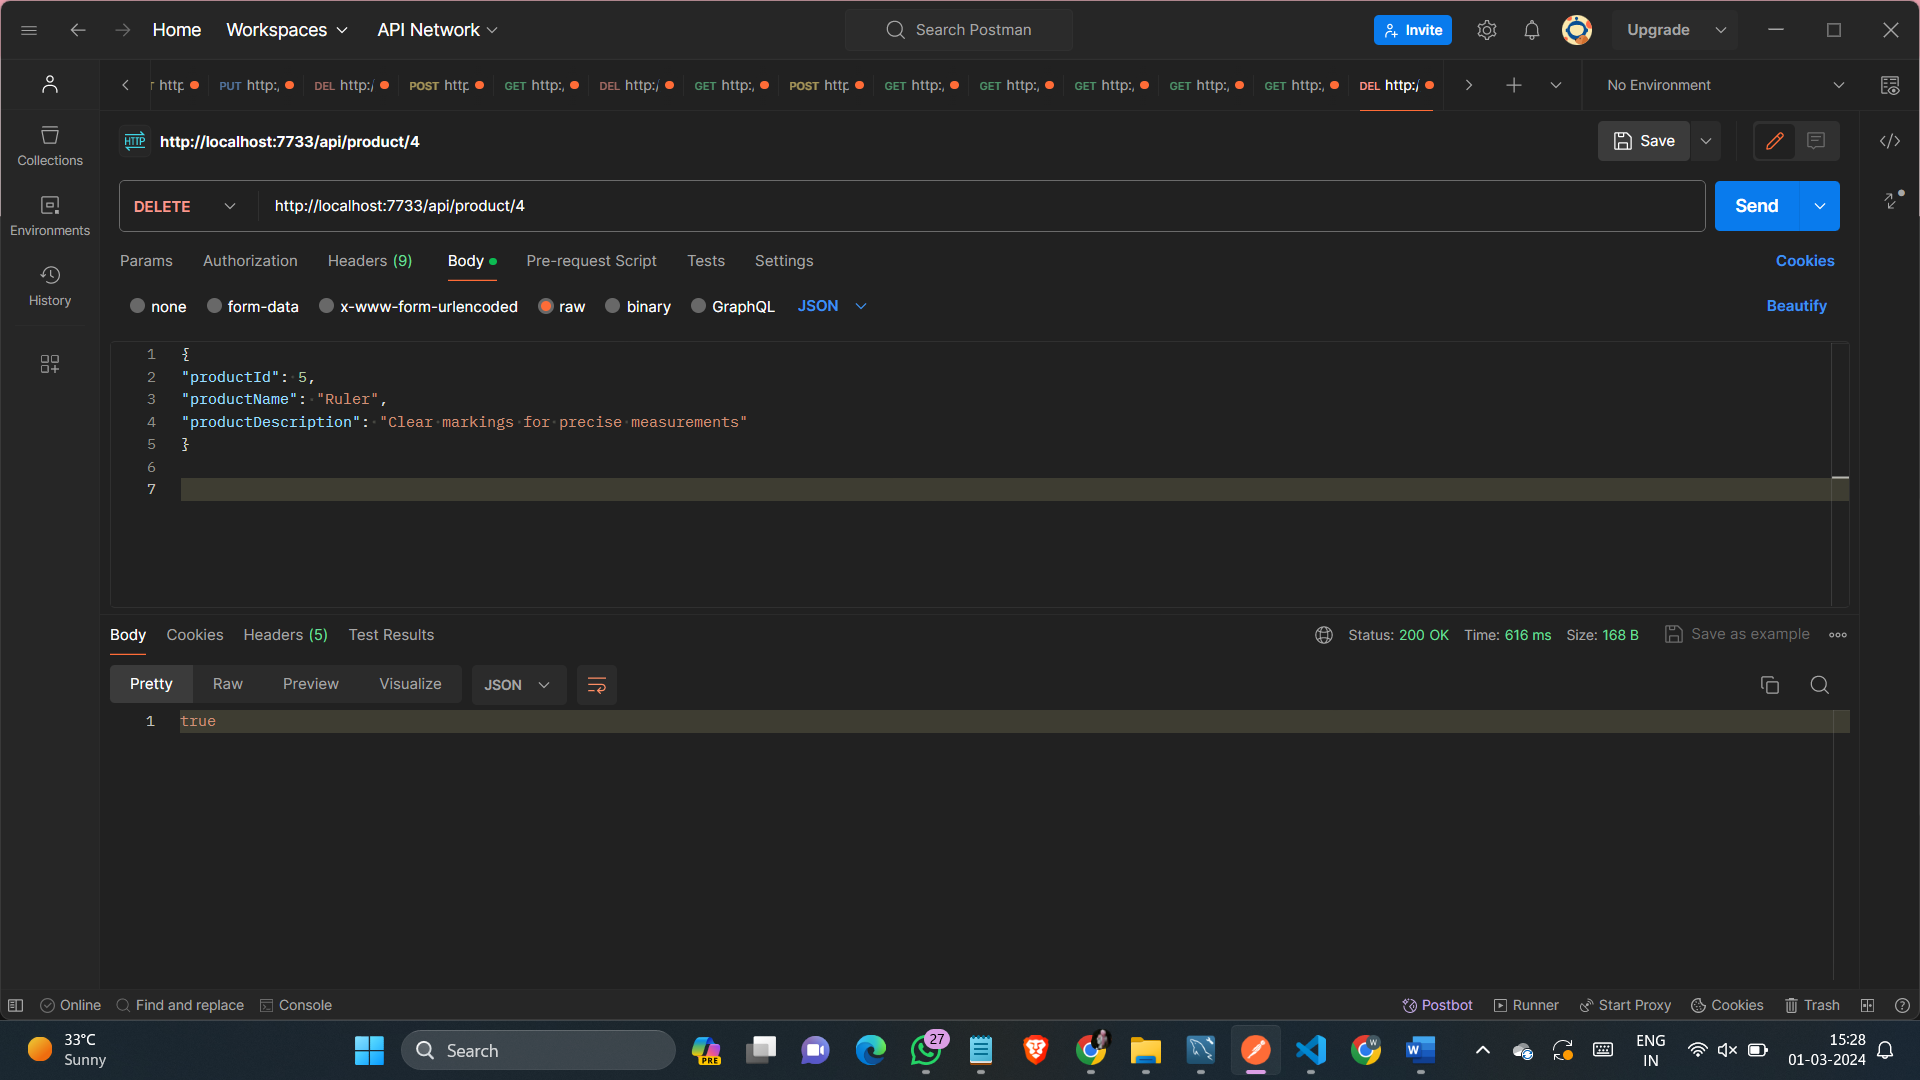 Home Workspaces API Network Search Postman Invite Upgrade
http PUT http:, DEL http:/ POST http GET http:, DEL http:/ GET http:, POST http GET http:, GET http:, GET http:, GET http:, GET http:, DEL http:/ No Environment
HTTP http://localhost:7733/api/product/4 Save
Collections
DELETE http://localhost:7733/api/product/4 Send
Environments
Params Authorization Headers (9) Body Pre-request Script Tests Settings Cookies
History
none form-data x-www-form-urlencoded raw binary GraphQL JSON Beautify
1 {
2 "productId": 5,
3 "productName": "Ruler",
4 "productDescription": "Clear markings for precise measurements"
5 }
6
7
Body Cookies Headers (5) Test Results Status: 200 OK Time: 616 ms Size: 168 B Save as example
Pretty Raw Preview Visualize JSON
1 true
Online Find and replace Console Postbot Runner Start Proxy Cookies Trash
33°C
Sunny
Search
PRE
27
W
W
ENG
IN
15:28
01-03-2024